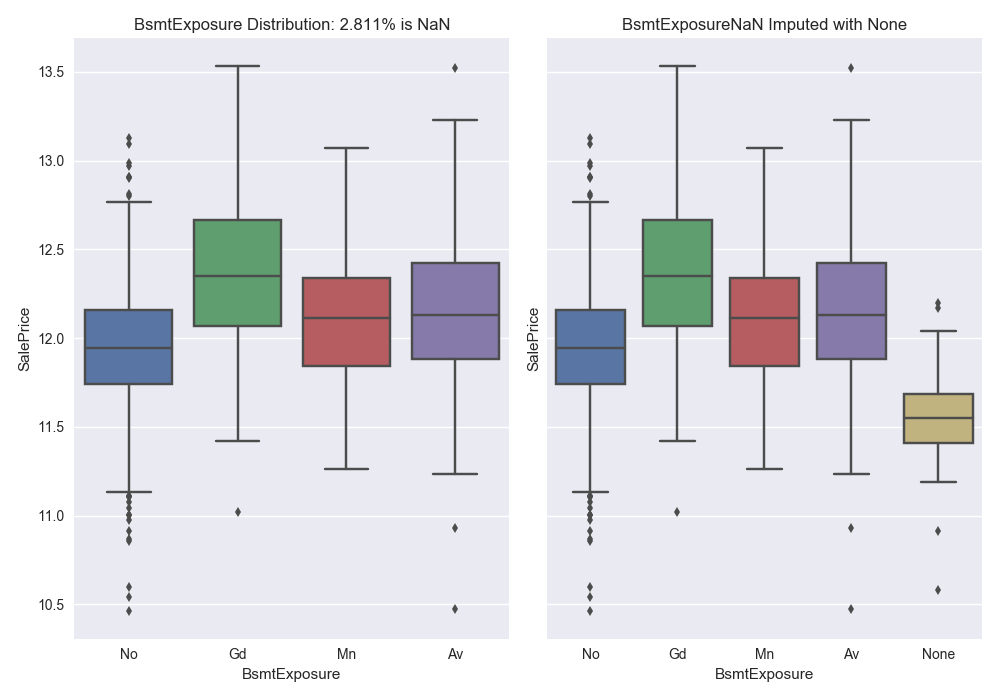 BsmtExposure Distribution: 2.811% is NaN
BsmtExposureNaN Imputed with None
13.5
13.0
12.5
12.0
11.5
11.0
10.5
SalePrice
SalePrice
No Gd Mn Av
No Gd Mn Av None
BsmtExposure
BsmtExposure